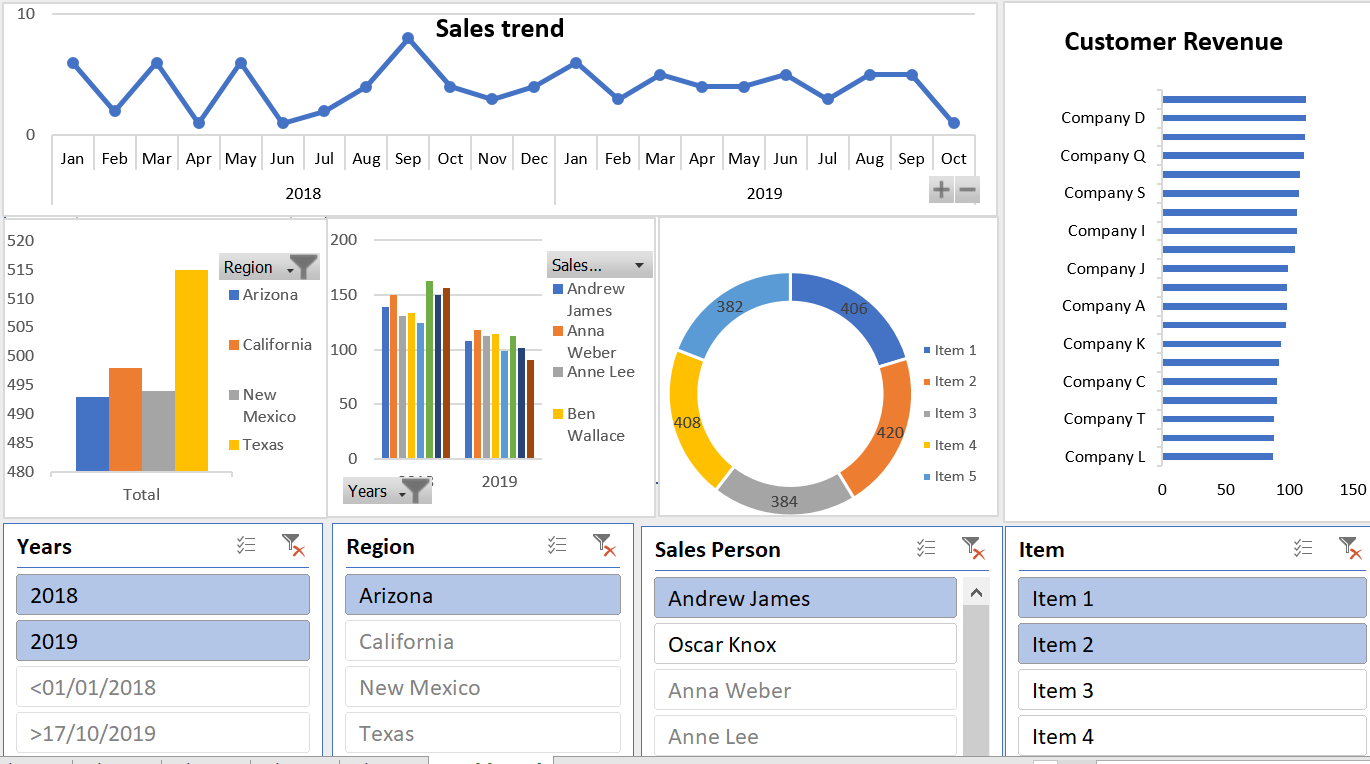 Sales trend
10
0
Jan Feb Mar Apr May Jun Jul Aug Sep Oct Nov Dec Jan Feb Mar Apr May Jun Jul Aug Sep Oct
2018 2019
Customer Revenue
Company D
Company Q
Company S
Company I
Company J
Company A
Company K
Company C
Company T
Company L
0 50 100 150
520
515
510
505
500
495
490
485
480
Total
Region
Arizona
California
New
Mexico
Texas
200
150
100
50
0
2019
Years
Sales...
Andrew
James
Anna
Weber
Anne Lee
Ben
Wallace
382
406
408
420
384
Item 1
Item 2
Item 3
Item 4
Item 5
Years
2018
2019
<01/01/2018
>17/10/2019
Region
Arizona
California
New Mexico
Texas
Sales Person
Andrew James
Oscar Knox
Anna Weber
Anne Lee
Item
Item 1
Item 2
Item 3
Item 4